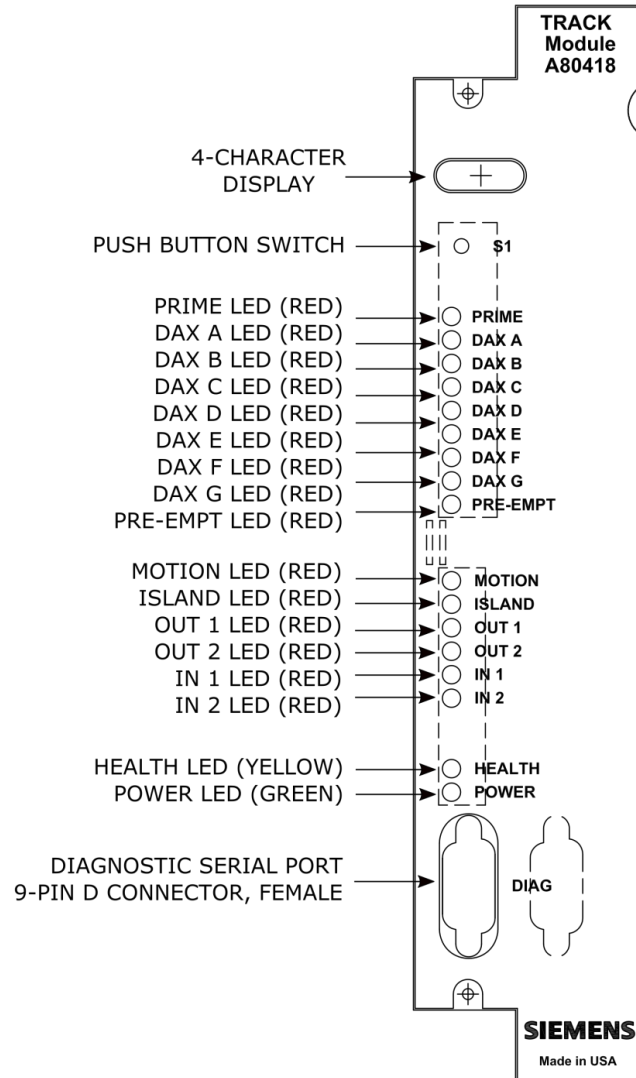 TRACK
Module
A80418
4-CHARACTER
DISPLAY
PUSH BUTTON SWITCH
S1
PRIME LED (RED)
PRIME
DAX A LED (RED)
DAX A
DAX B LED (RED)
DAX B
DAX C LED (RED)
DAX C
DAX D LED (RED)
DAX D
DAX E LED (RED)
DAX E
DAX F LED (RED)
DAX F
DAX G LED (RED)
DAX G
PRE-EMPT LED (RED)
PRE-EMPT
MOTION LED (RED)
MOTION
ISLAND LED (RED)
ISLAND
OUT 1 LED (RED)
OUT 1
OUT 2 LED (RED)
OUT 2
IN 1 LED (RED)
IN 1
IN 2 LED (RED)
IN 2
HEALTH LED (YELLOW)
HEALTH
POWER LED (GREEN)
POWER
DIAGNOSTIC SERIAL PORT
9-PIN D CONNECTOR, FEMALE
DIAG
SIEMENS
Made in USA